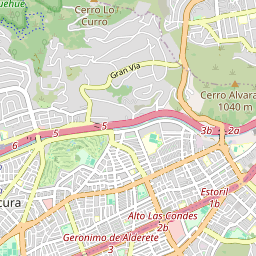 Cerro Lo
Curro
Gran Vía
Cerro Alvara
1040 m
5
5
6
3b
2a
Estoril
1b
cura
Alto Las Condes
2b
Geronimo de Alderete
3